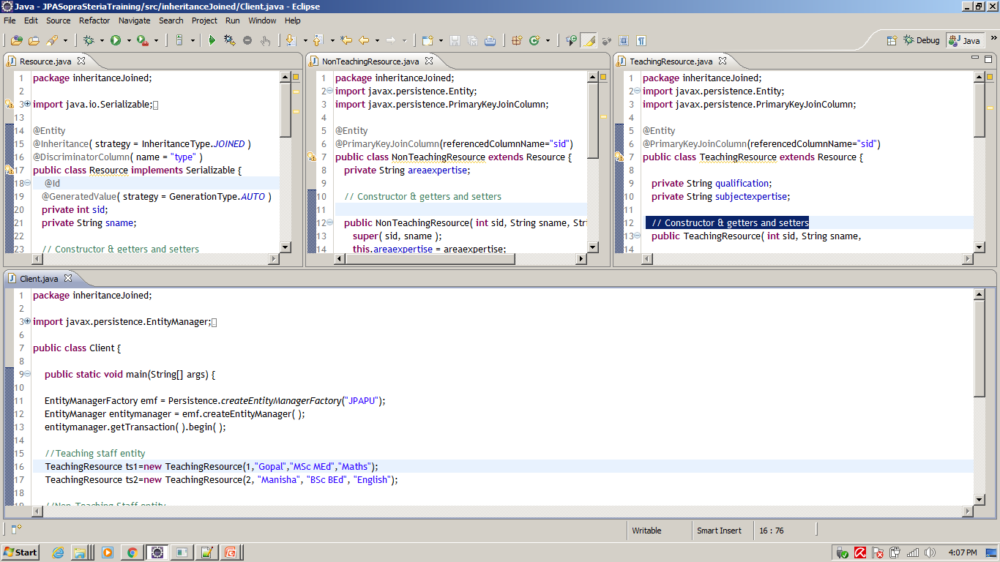 Java - JPASopraSteriaTraining/src/inheritanceJoined/Client.java - Eclipse
File Edit Source Refactor Navigate Search Project Run Window Help
Debug Java »
Resource.java
1 package inheritanceJoined;
2
3 import java.io.Serializable;
13
14 @Entity
15 @Inheritance( strategy = InheritanceType.JOINED )
16 @DiscriminatorColumn( name = "type" )
17 public class Resource implements Serializable {
18 @Id
19 @GeneratedValue( strategy = GenerationType.AUTO )
20 private int sid;
21 private String sname;
22
23 // Constructor & getters and setters
NonTeachingResource.java
1 package inheritanceJoined;
2 import javax.persistence.Entity;
3 import javax.persistence.PrimaryKeyJoinColumn;
4
5 @Entity
6 @PrimaryKeyJoinColumn(referencedColumnName="sid")
7 public class NonTeachingResource extends Resource {
8 private String areaexpertise;
9
10 // Constructor & getters and setters
11
12 public NonTeachingResource( int sid, String sname, Stri
13 super( sid, sname );
14 this.areaexpertise = areaexpertise;
TeachingResource.java
1 package inheritanceJoined;
2 import javax.persistence.Entity;
3 import javax.persistence.PrimaryKeyJoinColumn;
4
5 @Entity
6 @PrimaryKeyJoinColumn(referencedColumnName="sid")
7 public class TeachingResource extends Resource {
8
9 private String qualification;
10 private String subjectexpertise;
11
12 // Constructor & getters and setters
13 public TeachingResource( int sid, String sname,
14
Client.java
1 package inheritanceJoined;
2
3 import javax.persistence.EntityManager;
6
7 public class Client {
8
9 public static void main(String[] args) {
10
11 EntityManagerFactory emf = Persistence.createEntityManagerFactory("JPAPU");
12 EntityManager entitymanager = emf.createEntityManager( );
13 entitymanager.getTransaction( ).begin( );
14
15 //Teaching staff entity
16 TeachingResource ts1=new TeachingResource(1,"Gopal","MSc MEd","Maths");
17 TeachingResource ts2=new TeachingResource(2, "Manisha", "BSc BEd", "English");
18
19 //Non-Teaching Staff entity
Writable Smart Insert 16 : 76
Start 4:07 PM